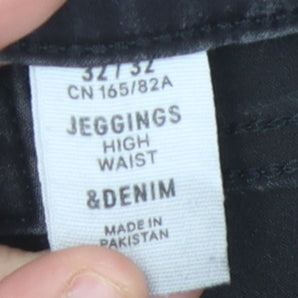 32/32
CN 165/82A
JEGGINGS
HIGH
WAIST
&DENIM
MADE IN
PAKISTAN